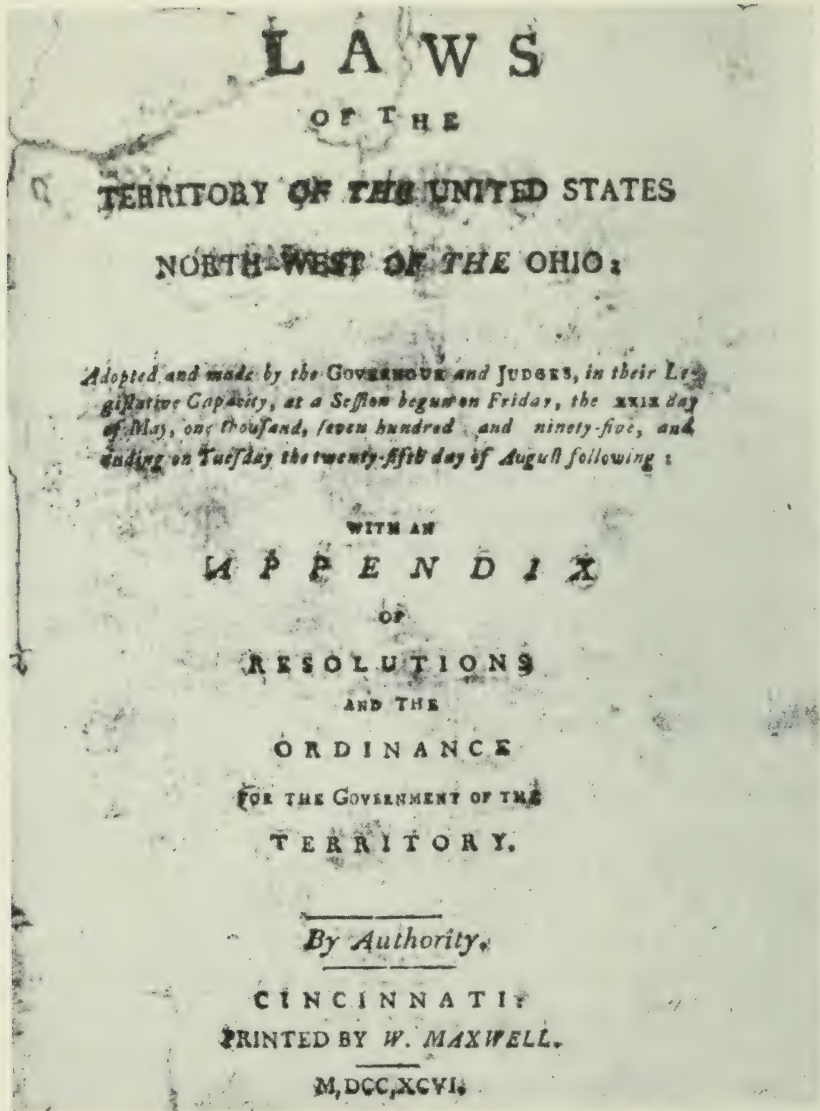 LAWS
OF THE
TERRITORY OF THE UNITED STATES
NORTH-WEST OF THE OHIO:
Adopted and made by the GOVERNOUR and JUDGES, in their Le-
giſlative Capacity, at a Seſſion begun on Friday, the XXIX day
of May, one thouſand, ſeven hundred and ninety-five, and
ending on Tueſday the twenty-fifth day of Auguſt following:
WITH AN
APPENDIX
OF
RESOLUTIONS
AND THE
ORDINANCE
FOR THE GOVERNMENT OF THE
TERRITORY.
By Authority.
CINCINNATI:
PRINTED BY W. MAXWELL.
M,DCC,XCVI.